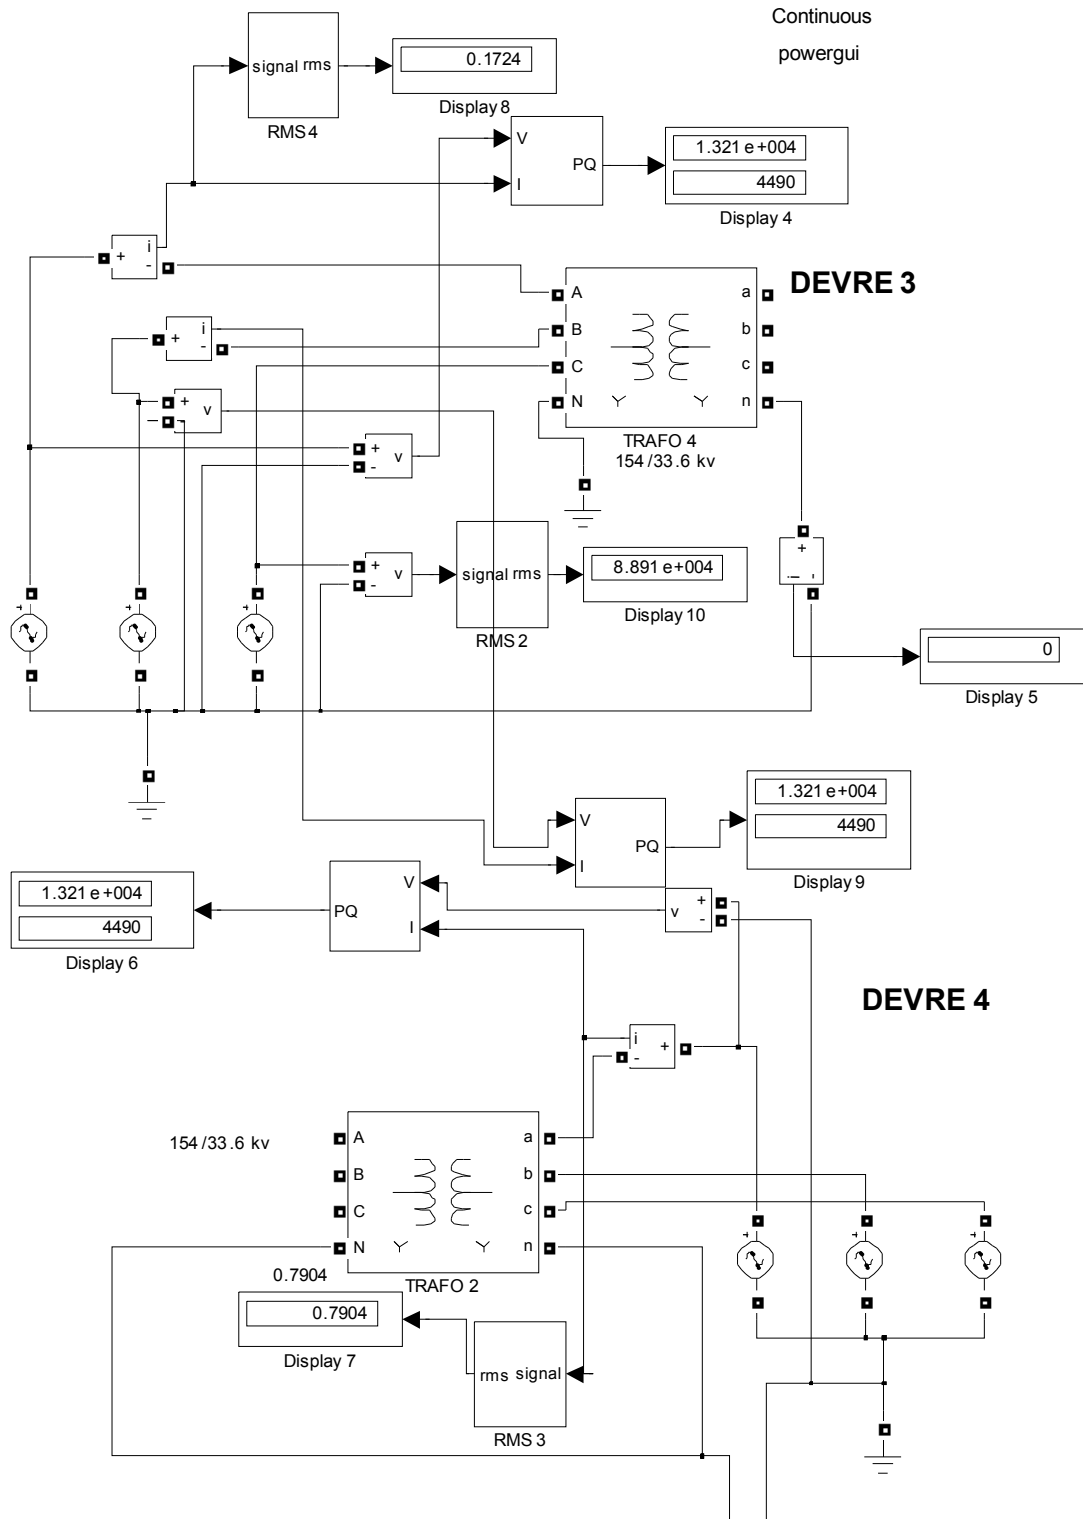 Continuous
powergui
signal rms
0.1724
Display 8
RMS 4
V
I
PQ
1.321 e+004
4490
Display 4
+
i
-
DEVRE 3
A
B
C
N
a
b
c
n
Y
Y
TRAFO 4
154/33.6 kv
+
i
-
+
-
v
+
-
v
+
-
v
signal rms
RMS 2
8.891 e+004
Display 10
+
i
-
0
Display 5
V
I
PQ
1.321 e+004
4490
Display 9
1.321 e+004
4490
Display 6
PQ
V
I
v
+
-
DEVRE 4
i
+
-
154/33.6 kv
A
B
C
N
a
b
c
n
Y
Y
TRAFO 2
0.7904
0.7904
Display 7
rms signal
RMS 3